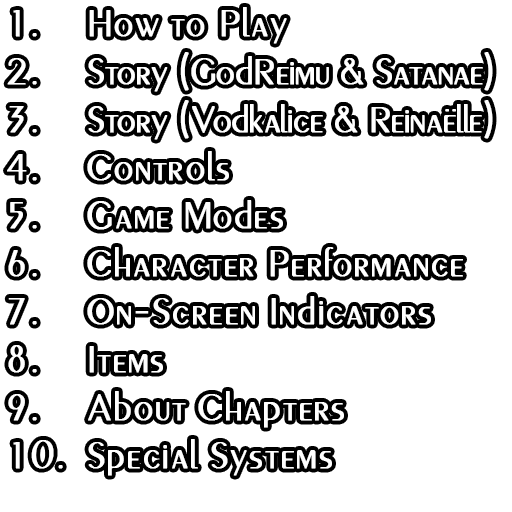 1. How to Play
2. Story (GodReimu & Satanae)
3. Story (Vodkalice & Reinaëlle)
4. Controls
5. Game Modes
6. Character Performance
7. On-Screen Indicators
8. Items
9. About Chapters
10. Special Systems